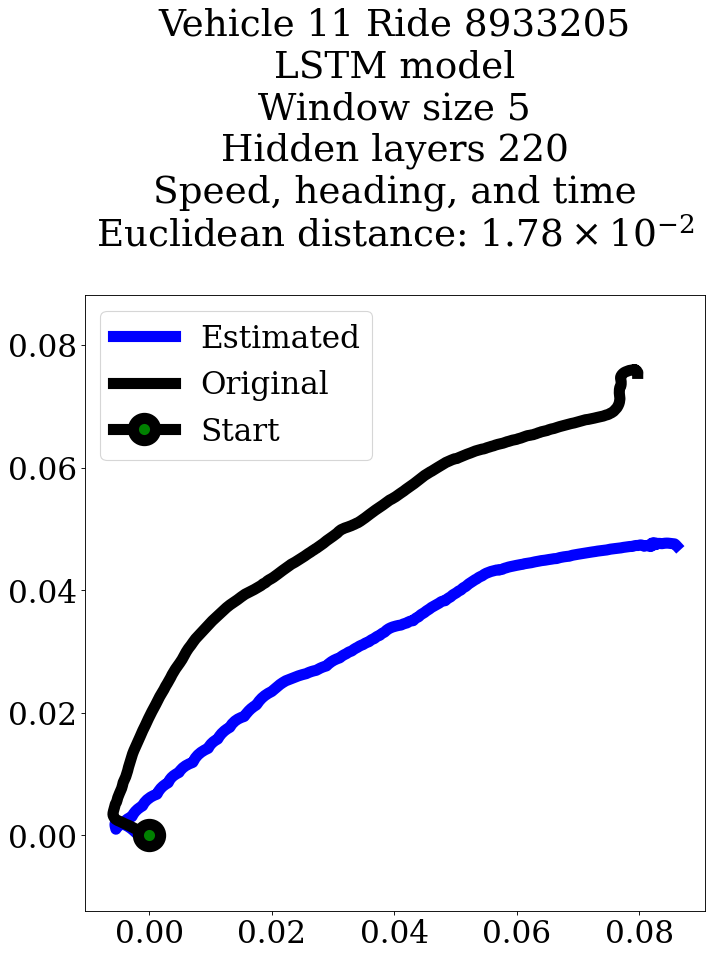 Vehicle 11 Ride 8933205
LSTM model
Window size 5
Hidden layers 220
Speed, heading, and time
Euclidean distance: 1.78 × 10⁻²
Estimated
Original
Start
0.08
0.06
0.04
0.02
0.00
0.00 0.02 0.04 0.06 0.08